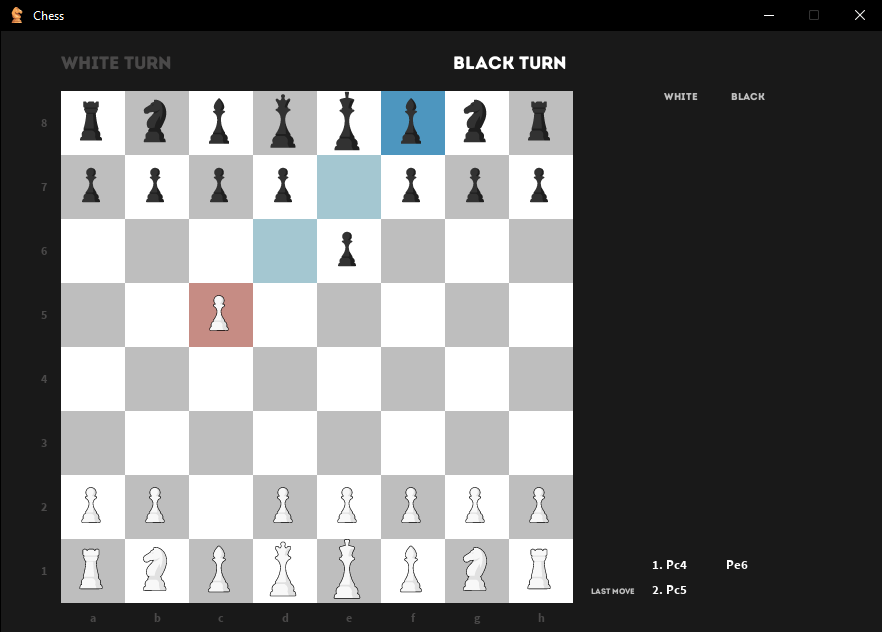 Chess
WHITE TURN BLACK TURN
WHITE BLACK
8
7
6
5
4
3
2
1
1. Pc4 Pe6
LAST MOVE 2. Pc5
a b c d e f g h